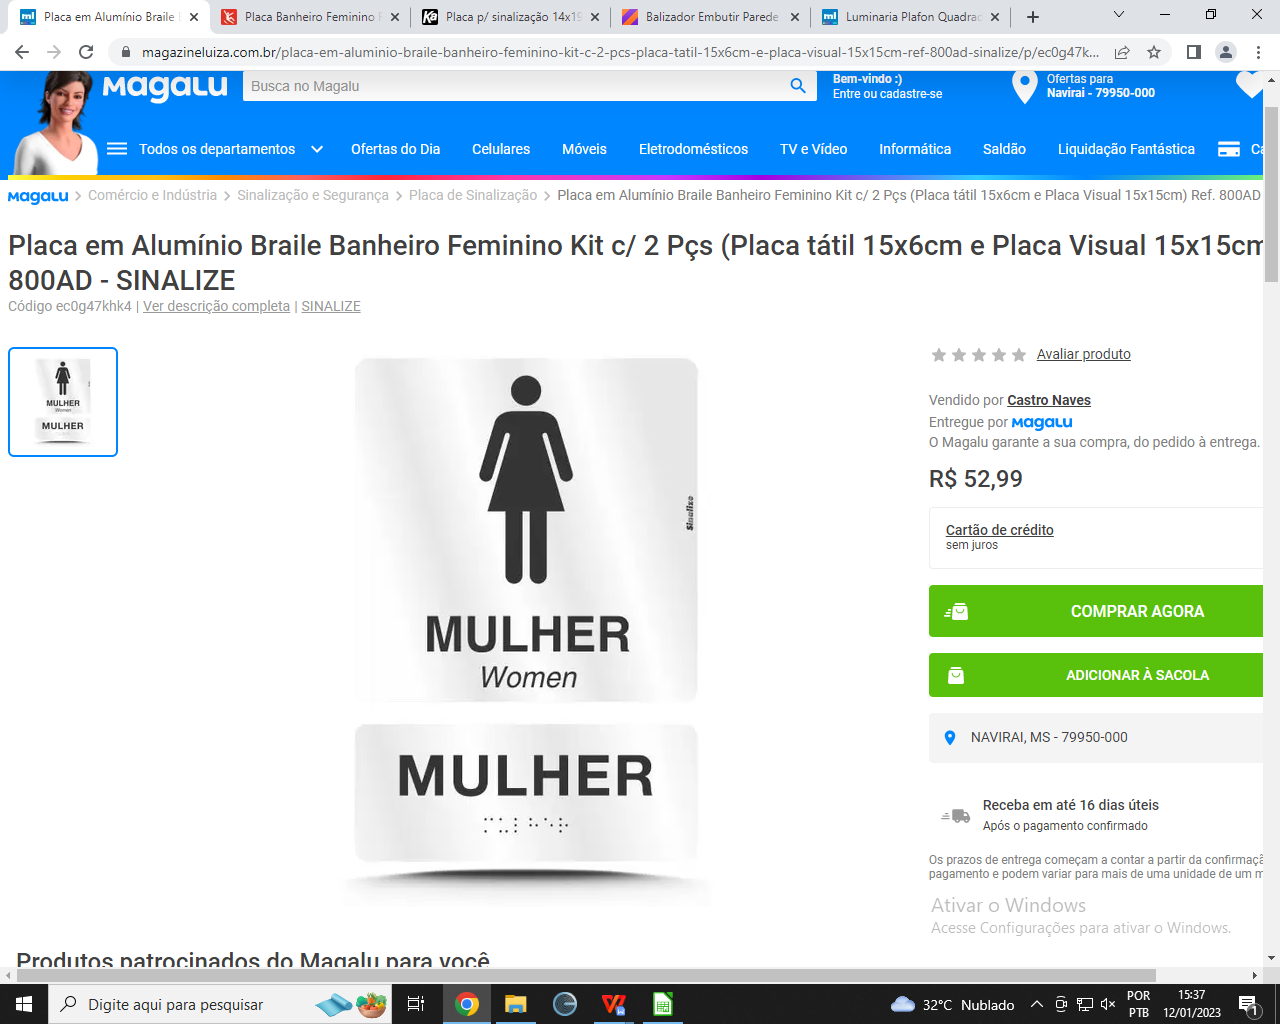 Placa em Alumínio Braile
Placa Banheiro Feminino
Placa p/ sinalização 14x19
Balizador Embutir Parede
Luminaria Plafon Quadrad
magazineluiza.com.br/placa-em-aluminio-braile-banheiro-feminino-kit-c-2-pcs-placa-tatil-15x6cm-e-placa-visual-15x15cm-ref-800ad-sinalize/p/ec0g47k...
MAGALU
Busca no Magalu
Bem-vindo :)
Entre ou cadastre-se
Ofertas para
Navirai - 79950-000
Todos os departamentos
Ofertas do Dia
Celulares
Móveis
Eletrodomésticos
TV e Vídeo
Informática
Saldão
Liquidação Fantástica
Ca
MAGALU Comércio e Indústria Sinalização e Segurança Placa de Sinalização Placa em Alumínio Braile Banheiro Feminino Kit c/ 2 Pçs (Placa tátil 15x6cm e Placa Visual 15x15cm) Ref. 800AD
Placa em Alumínio Braile Banheiro Feminino Kit c/ 2 Pçs (Placa tátil 15x6cm e Placa Visual 15x15cm
800AD - SINALIZE
Código ec0g47khk4 | Ver descrição completa | SINALIZE
MULHER
Women
MULHER
Sinalize
MULHER
Women
MULHER
⠍⠥⠇⠓⠑⠗
Avaliar produto
Vendido por Castro Naves
Entregue por MAGALU
O Magalu garante a sua compra, do pedido à entrega.
R$ 52,99
Cartão de crédito
sem juros
COMPRAR AGORA
ADICIONAR À SACOLA
NAVIRAI, MS - 79950-000
Receba em até 16 dias úteis
Após o pagamento confirmado
Os prazos de entrega começam a contar a partir da confirmaçã
pagamento e podem variar para mais de uma unidade de um m
Ativar o Windows
Acesse Configurações para ativar o Windows.
Produtos patrocinados do Magalu para você
Digite aqui para pesquisar
32°C Nublado
POR
PTB
15:37
12/01/2023
1